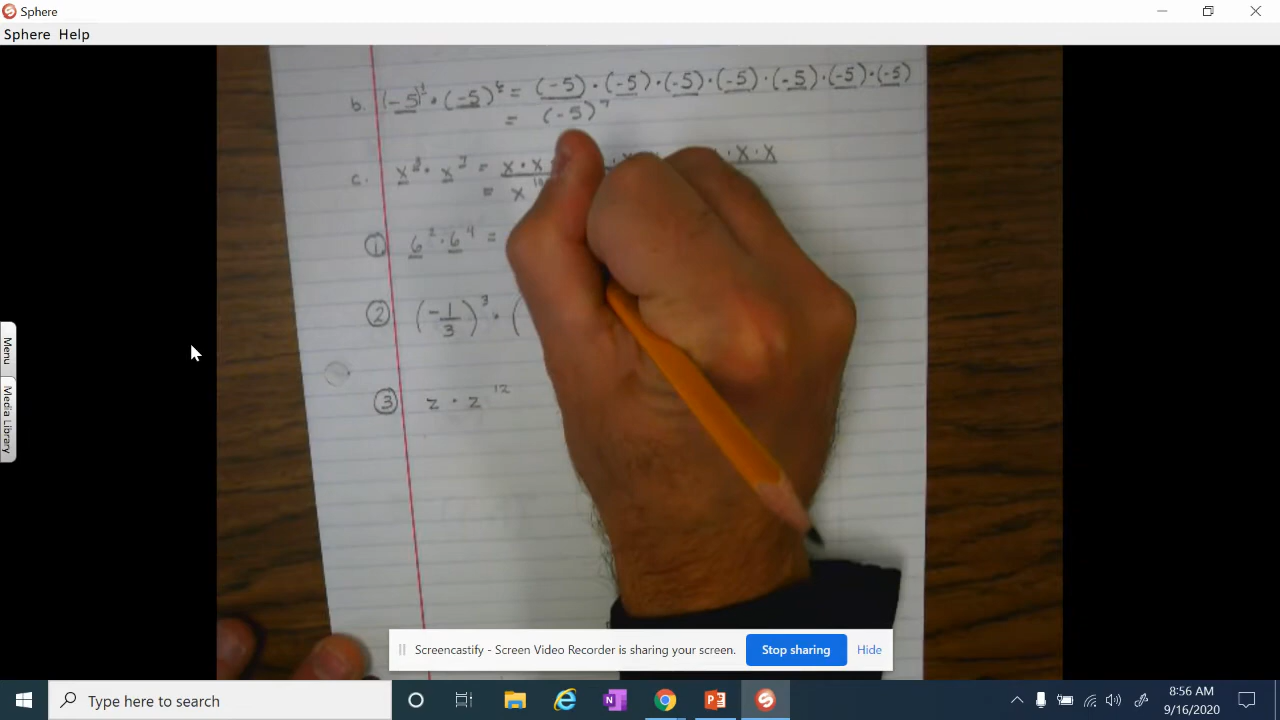 Sphere
Sphere Help
b. (-5)¹ · (-5)⁶ = (-5) · (-5) · (-5) · (-5) · (-5) · (-5) · (-5)
= (-5)⁷
c. x³ · x⁷ = x · x · x · x
= x¹⁰
① 6² · 6⁴ =
② (-1/3)³ · (
③ z · z¹²
Menu
Media Library
Screencastify - Screen Video Recorder is sharing your screen.
Stop sharing
Hide
Type here to search
8:56 AM
9/16/2020